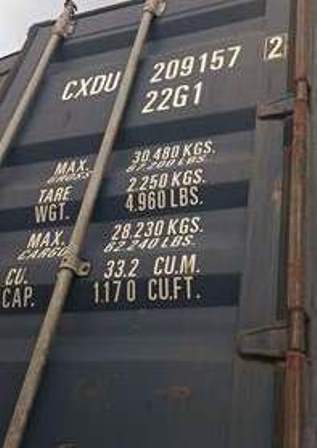 CXDU 209157 2
22G1
MAX. 30.480 KGS.
GROSS 67.200 LBS.
TARE 2.250 KGS.
WGT. 4.960 LBS.
MAX. 28.230 KGS.
CARGO 62.240 LBS.
CU. 33.2 CU.M.
CAP. 1.170 CU.FT.